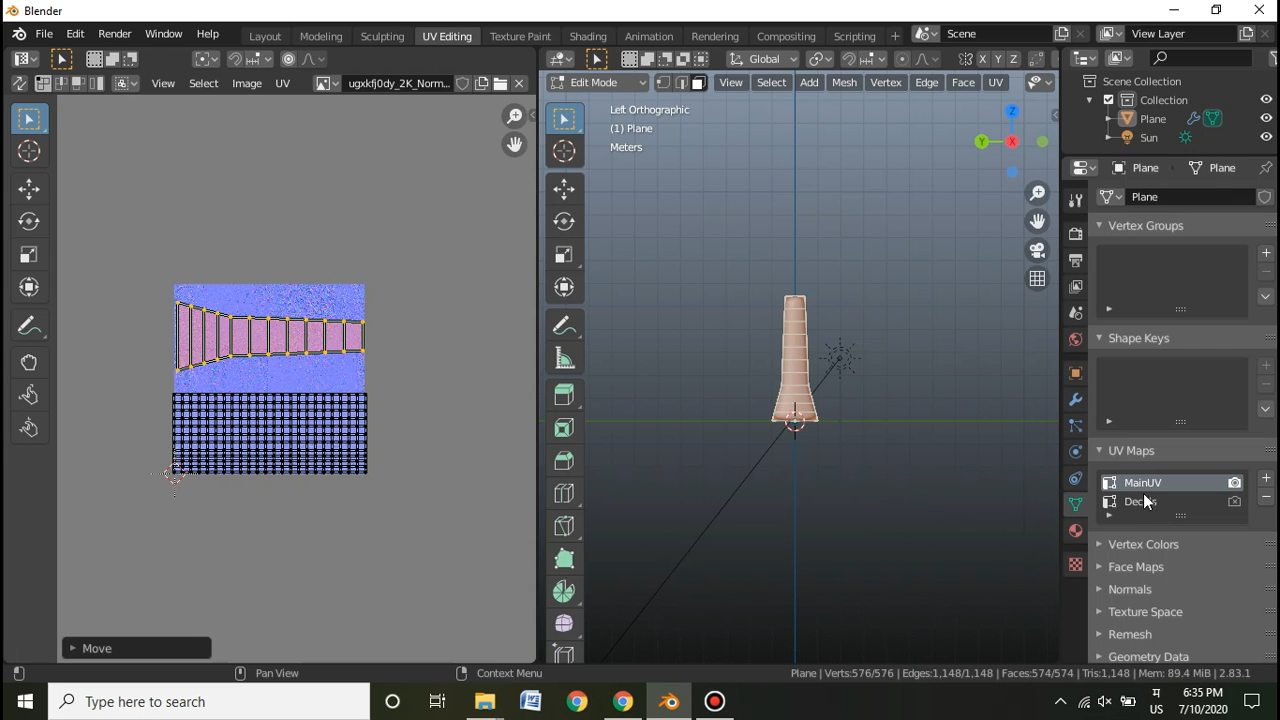 Blender
File Edit Render Window Help Layout Modeling Sculpting UV Editing Texture Paint Shading Animation Rendering Compositing Scripting + Scene View Layer
Global X Y Z
View Select Image UV ugxkfj0dy_2K_Norm... Edit Mode View Select Add Mesh Vertex Edge Face UV
Scene Collection
Collection
Plane
Sun
Left Orthographic
(1) Plane
Meters
Z
Y X
Plane Plane
Plane
Vertex Groups
Shape Keys
UV Maps
MainUV
Vertex Colors
Face Maps
Normals
Texture Space
Remesh
Geometry Data
Move
Pan View Context Menu Plane | Verts:576/576 | Edges:1,148/1,148 | Faces:574/574 | Tris:1,148 | Mem: 89.4 MiB | 2.83.1
Type here to search
US
6:35 PM
7/10/2020